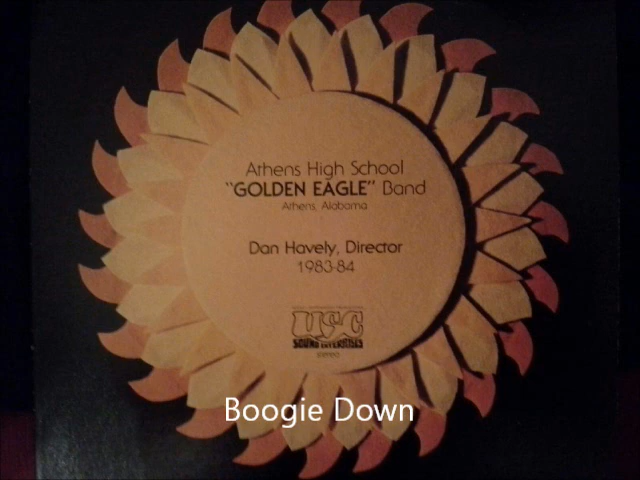 Athens High School
"GOLDEN EAGLE" Band
Athens, Alabama
Dan Havely, Director
1983-84
USC
SOUND ENTERPRISES
stereo
Boogie Down